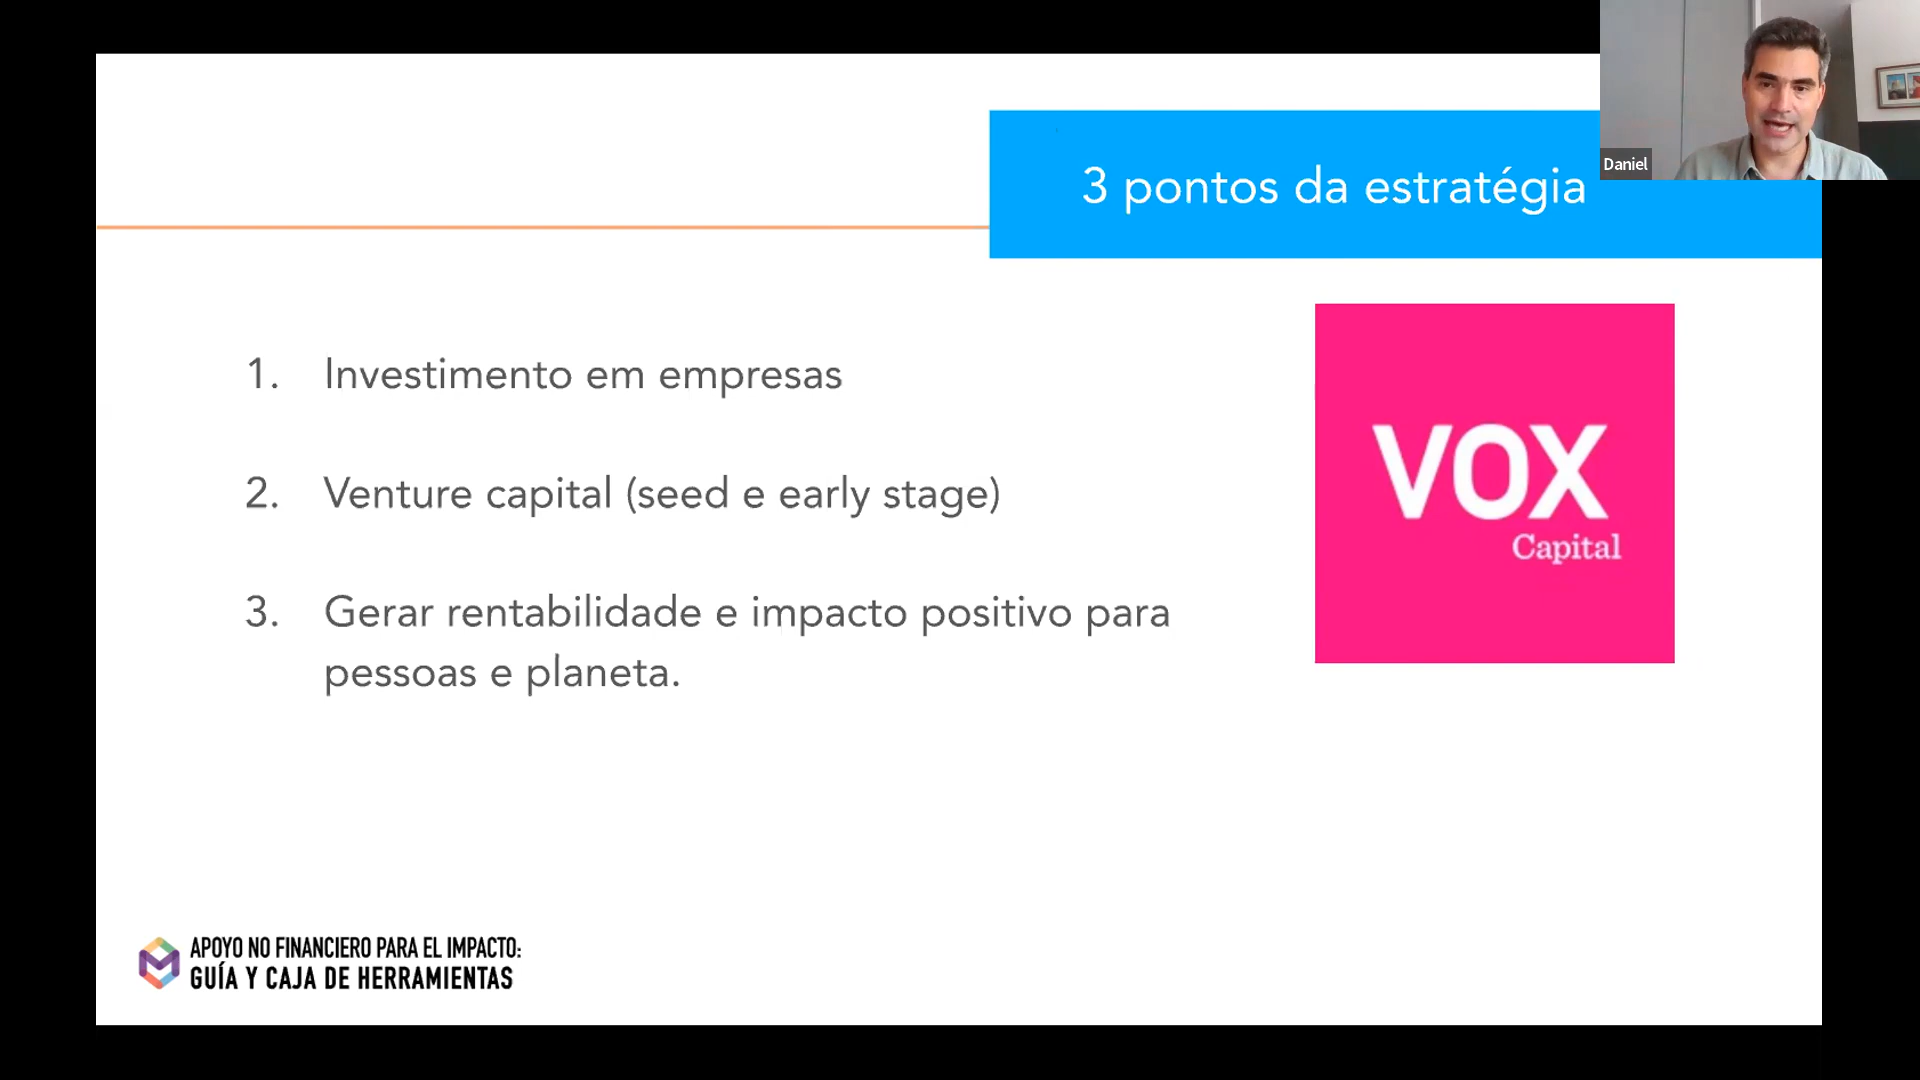 Daniel
3 pontos da estratégia
1. Investimento em empresas
2. Venture capital (seed e early stage)
3. Gerar rentabilidade e impacto positivo para
pessoas e planeta.
VOX
Capital
APOYO NO FINANCIERO PARA EL IMPACTO:
GUÍA Y CAJA DE HERRAMIENTAS